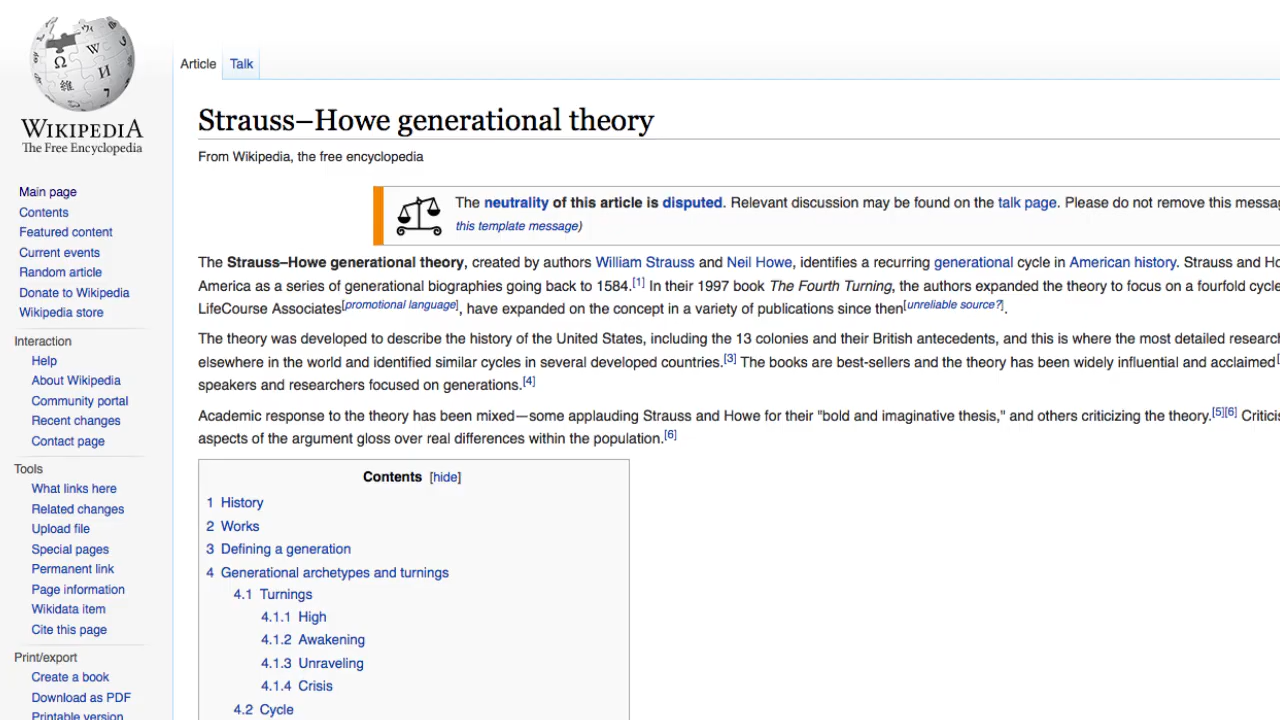 WIKIPEDIA
The Free Encyclopedia
Main page
Contents
Featured content
Current events
Random article
Donate to Wikipedia
Wikipedia store
Interaction
Help
About Wikipedia
Community portal
Recent changes
Contact page
Tools
What links here
Related changes
Upload file
Special pages
Permanent link
Page information
Wikidata item
Cite this page
Print/export
Create a book
Download as PDF
Printable version
Article Talk
Strauss–Howe generational theory
From Wikipedia, the free encyclopedia
The neutrality of this article is disputed. Relevant discussion may be found on the talk page. Please do not remove this
this template message)
The Strauss–Howe generational theory, created by authors William Strauss and Neil Howe, identifies a recurring generational cycle in American history. Strauss and
America as a series of generational biographies going back to 1584.[1] In their 1997 book The Fourth Turning, the authors expanded the theory to focus on a fourfold cycle
LifeCourse Associates[promotional language], have expanded on the concept in a variety of publications since then[unreliable source?].
The theory was developed to describe the history of the United States, including the 13 colonies and their British antecedents, and this is where the most detailed research
elsewhere in the world and identified similar cycles in several developed countries.[3] The books are best-sellers and the theory has been widely influential and acclaimed[
speakers and researchers focused on generations.[4]
Academic response to the theory has been mixed—some applauding Strauss and Howe for their "bold and imaginative thesis," and others criticizing the theory.[5][6]
aspects of the argument gloss over real differences within the population.[6]
Contents [hide]
1 History
2 Works
3 Defining a generation
4 Generational archetypes and turnings
4.1 Turnings
4.1.1 High
4.1.2 Awakening
4.1.3 Unraveling
4.1.4 Crisis
4.2 Cycle